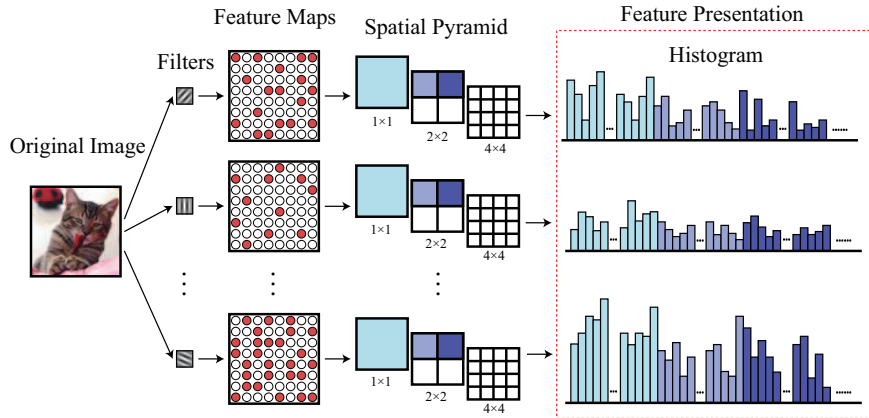 Feature Maps
Spatial Pyramid
Feature Presentation
Filters
Histogram
Original Image
1×1
2×2
4×4
1×1
2×2
4×4
1×1
2×2
4×4